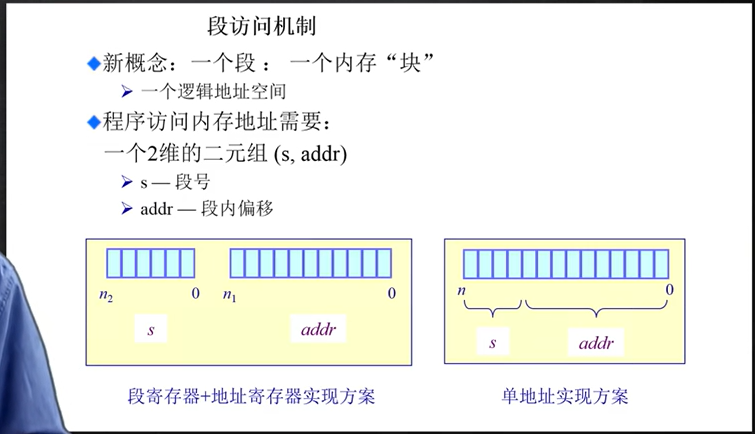 段访问机制
新概念：一个段： 一个内存“块”
一个逻辑地址空间
程序访问内存地址需要：
一个2维的二元组 (s, addr)
s — 段号
addr — 段内偏移
n2 0 n1 0
s addr
段寄存器+地址寄存器实现方案
n 0
s addr
单地址实现方案